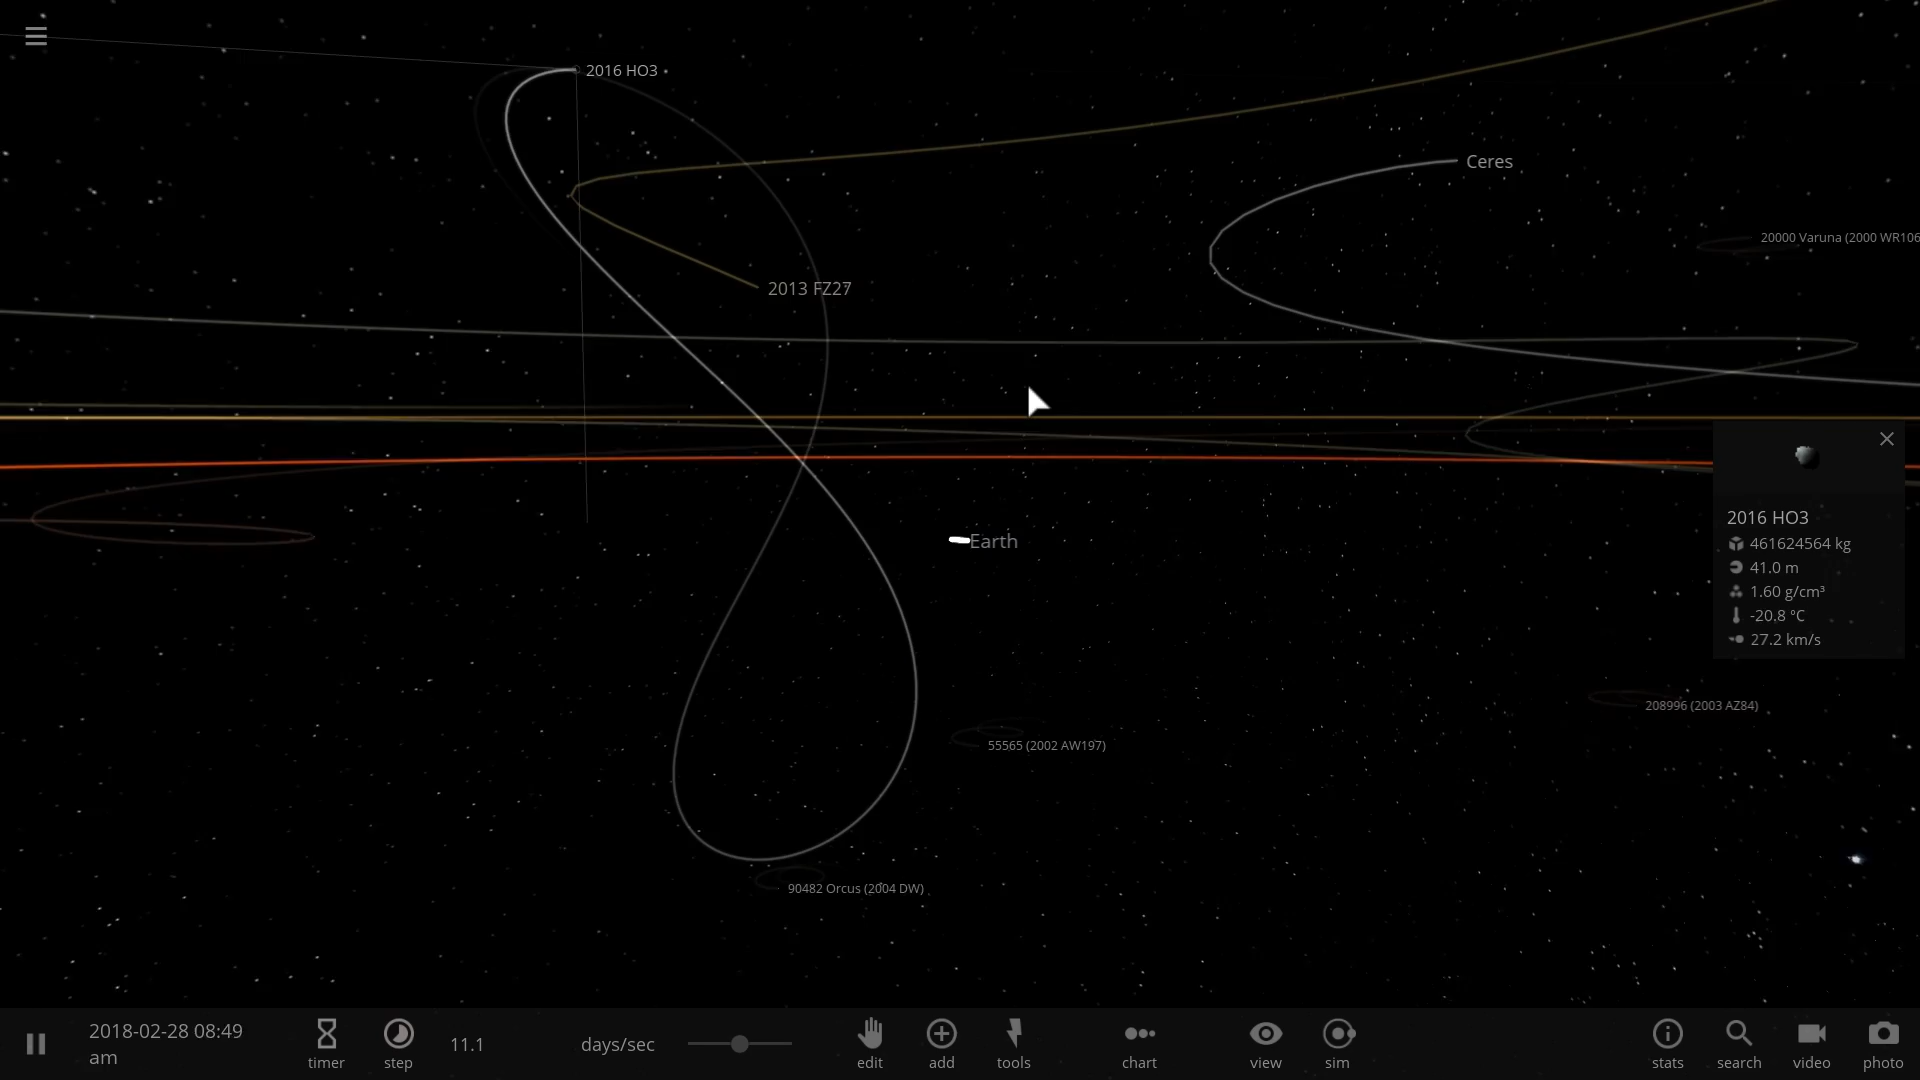 2016 HO3
Ceres
20000 Varuna (2000 WR106
2013 FZ27
Earth
2016 HO3
461624564 kg
41.0 m
1.60 g/cm³
-20.8 °C
27.2 km/s
208996 (2003 AZ84)
55565 (2002 AW197)
90482 Orcus (2004 DW)
2018-02-28 08:49
am
timer
step
11.1
days/sec
edit
add
tools
chart
view
sim
stats
search
video
photo